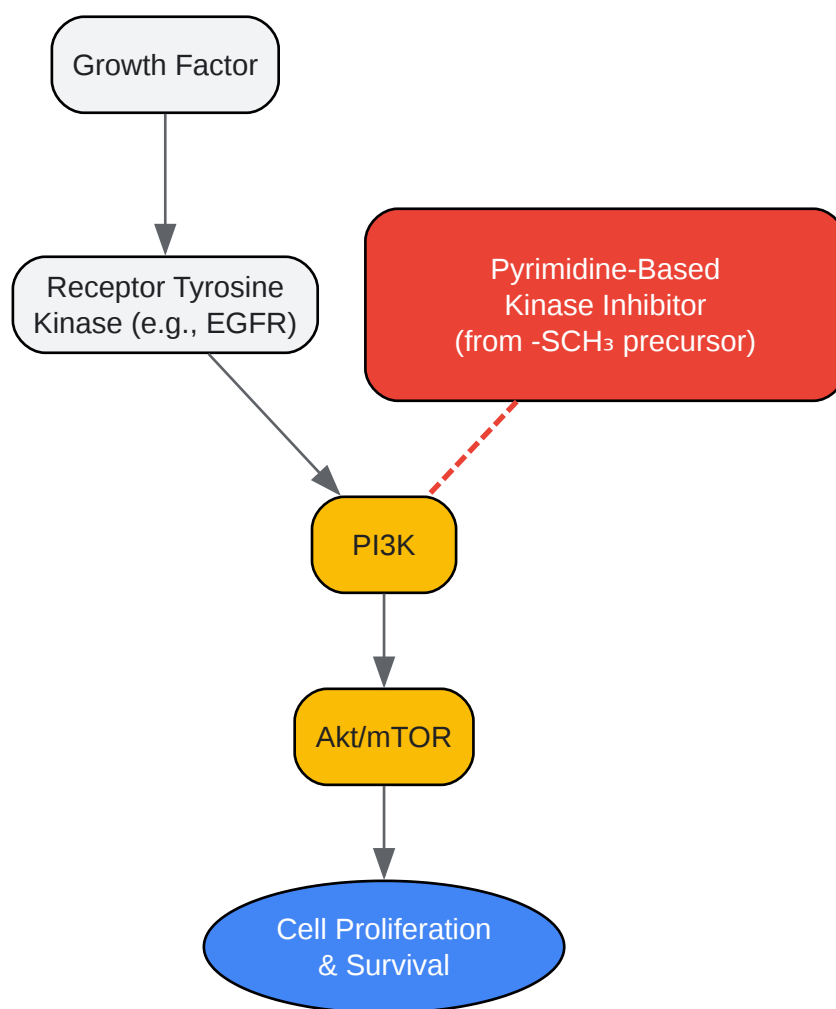 Growth Factor
Receptor Tyrosine
Kinase (e.g., EGFR)
Pyrimidine-Based
Kinase Inhibitor
(from -SCH₃ precursor)
PI3K
Akt/mTOR
Cell Proliferation
& Survival